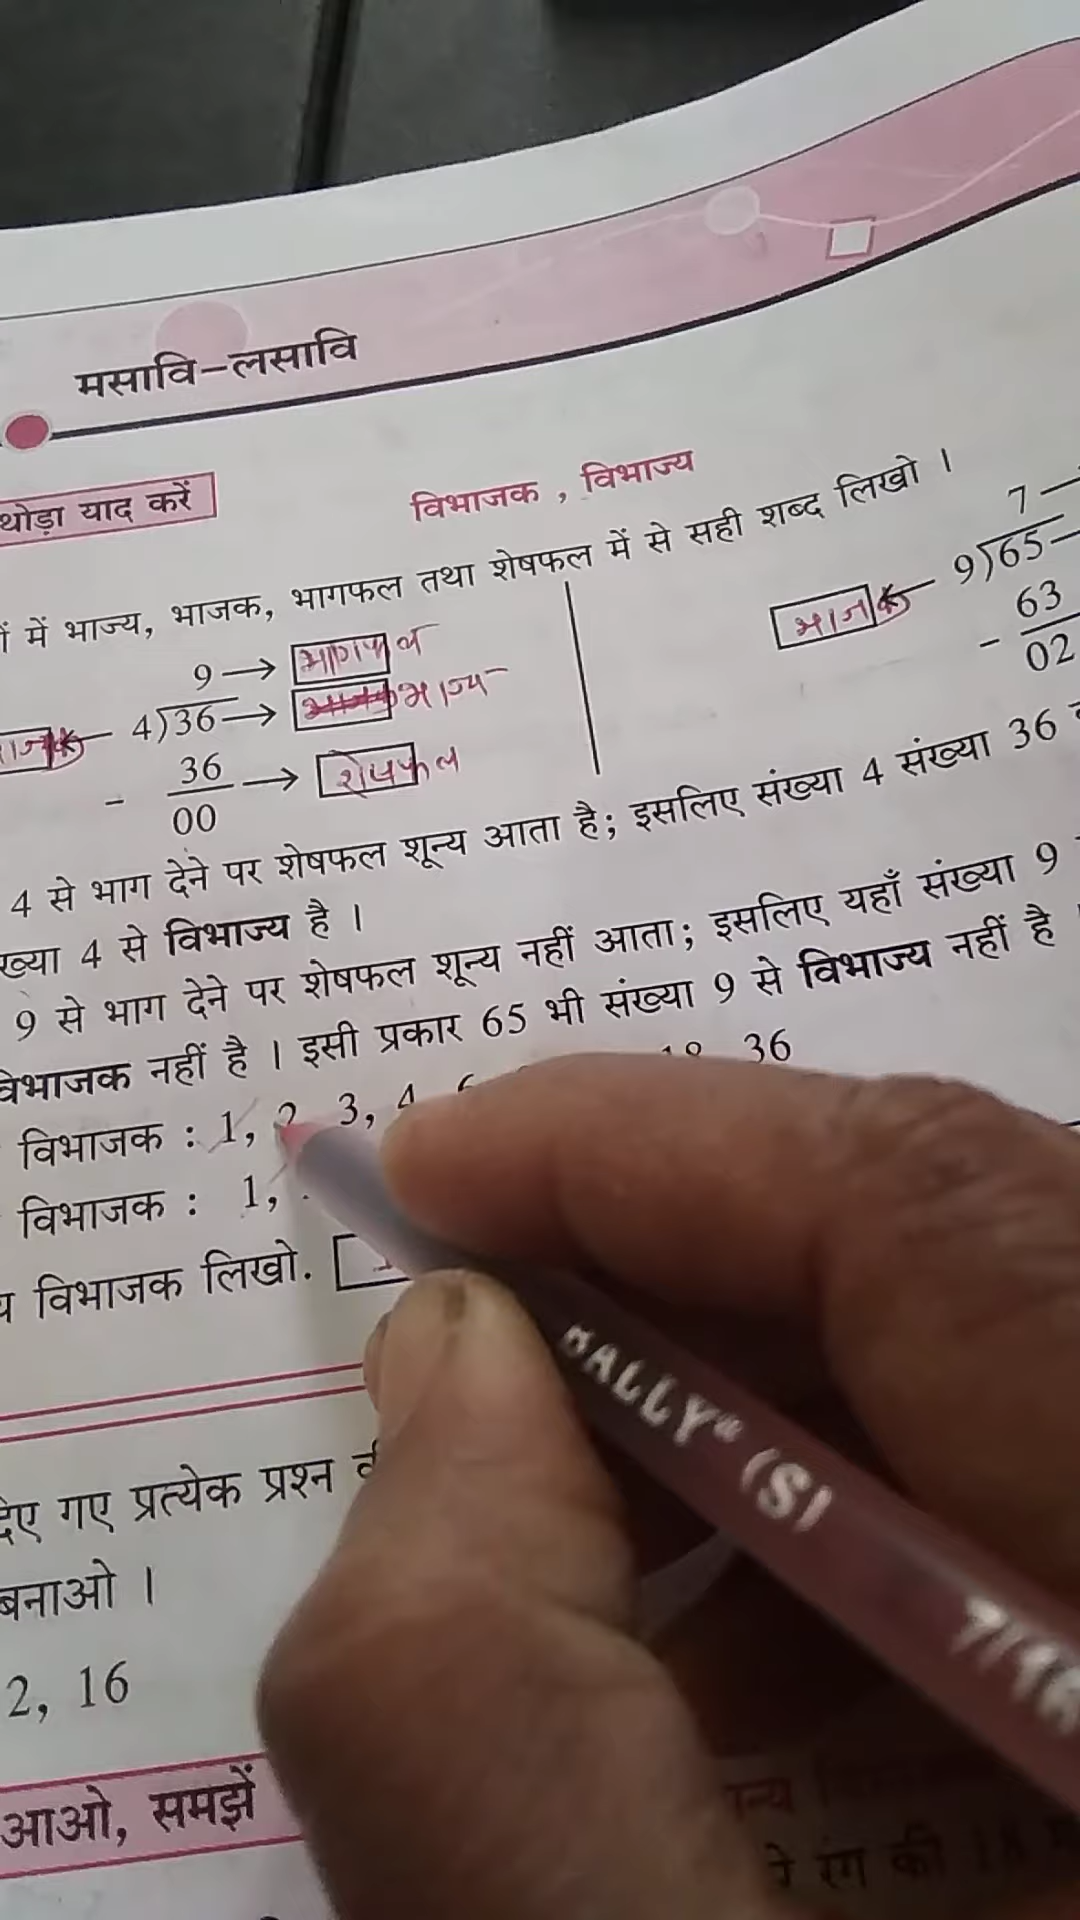 मसावि-लसावि
थोड़ा याद करें
विभाजक , विभाज्य
में भाज्य, भाजक, भागफल तथा शेषफल में से सही शब्द लिखो ।
9 → भागफल
4)36 → भाज्य
- 36 → शेषफल
00
7
भाजक ← 9)65
- 63
02
4 से भाग देने पर शेषफल शून्य आता है; इसलिए संख्या 4 संख्या 36
ख्या 4 से विभाज्य है ।
9 से भाग देने पर शेषफल शून्य नहीं आता; इसलिए यहाँ संख्या 9
विभाजक नहीं है । इसी प्रकार 65 भी संख्या 9 से विभाज्य नहीं है
विभाजक : 1, 2, 3, 4 36
विभाजक : 1,
विभाजक लिखो.
दिए गए प्रत्येक प्रश्न
बनाओ ।
2, 16
आओ, समझें
रंग की